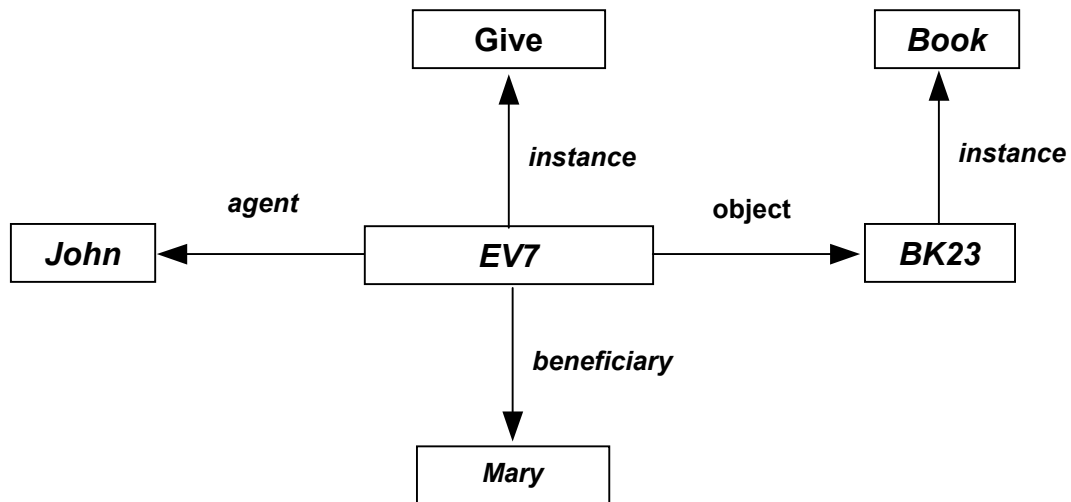 Give
Book
instance
instance
agent
object
John
EV7
BK23
beneficiary
Mary